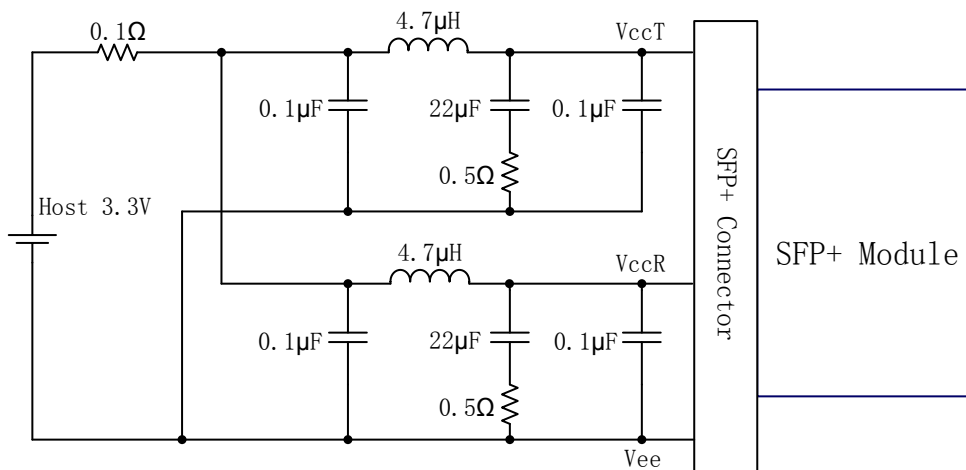 4.7μH
0.1Ω
VccT
0.1μF
22μF
0.1μF
0.5Ω
Host 3.3V
4.7μH
VccR
0.1μF
22μF
0.1μF
0.5Ω
Vee
SFP+ Connector
SFP+ Module